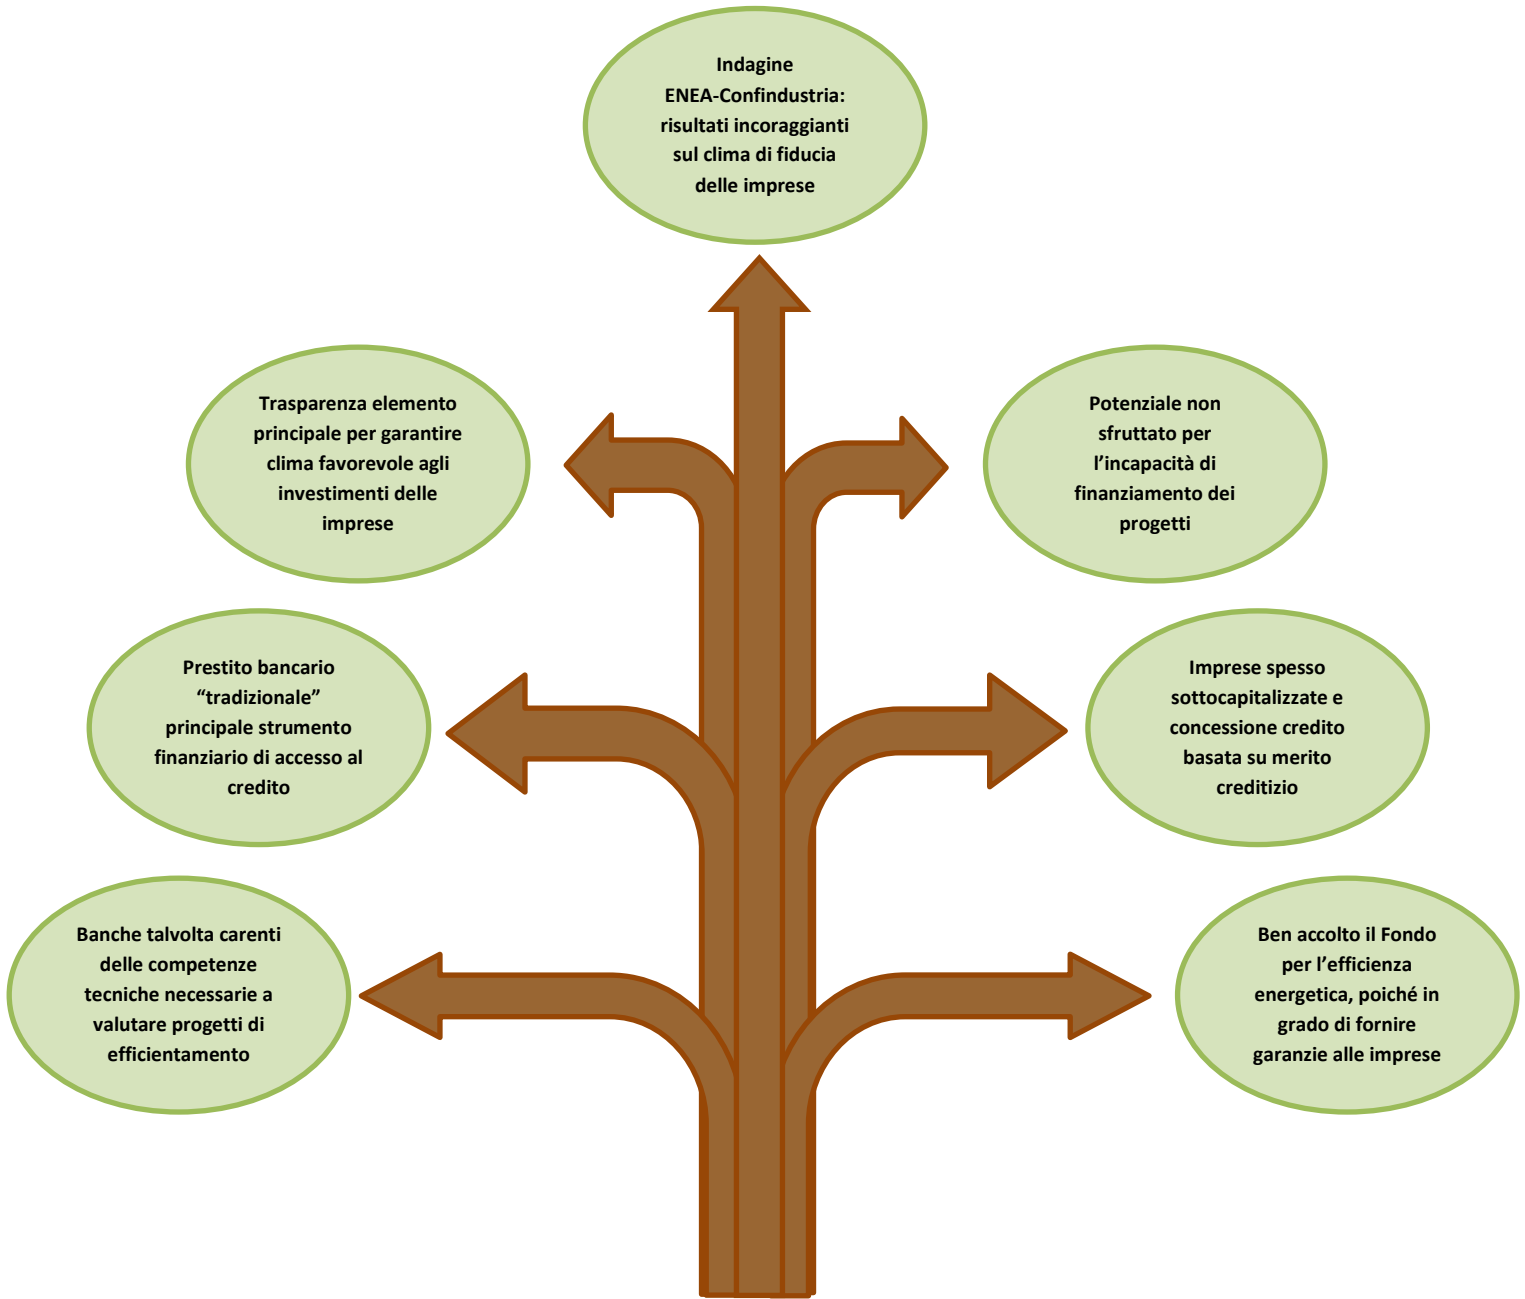 Indagine
ENEA-Confindustria:
risultati incoraggianti
sul clima di fiducia
delle imprese
Trasparenza elemento
principale per garantire
clima favorevole agli
investimenti delle
imprese
Potenziale non
sfruttato per
l’incapacità di
finanziamento dei
progetti
Prestito bancario
“tradizionale”
principale strumento
finanziario di accesso al
credito
Imprese spesso
sottocapitalizzate e
concessione credito
basata su merito
creditizio
Banche talvolta carenti
delle competenze
tecniche necessarie a
valutare progetti di
efficientamento
Ben accolto il Fondo
per l’efficienza
energetica, poiché in
grado di fornire
garanzie alle imprese